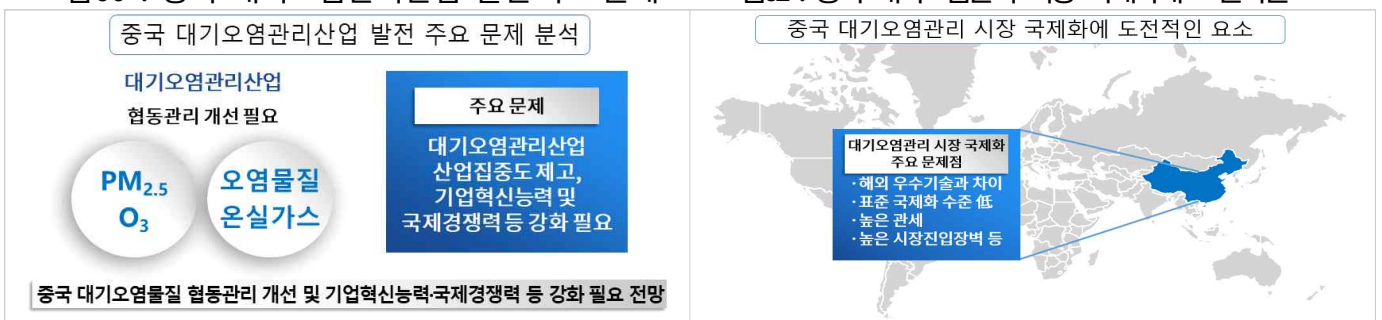 중국 대기오염관리산업 발전 주요 문제 분석
대기오염관리산업
협동관리 개선 필요
PM2.5
O3
오염물질
온실가스
주요 문제
대기오염관리산업
산업집중도 제고,
기업혁신능력 및
국제경쟁력 등 강화 필요
중국 대기오염물질 협동관리 개선 및 기업혁신능력·국제경쟁력 등 강화 필요 전망
중국 대기오염관리 시장 국제화에 도전적인 요소
대기오염관리 시장 국제화
주요 문제점
· 해외 우수기술과 차이
· 표준 국제화 수준 低
· 높은 관세
· 높은 시장진입장벽 등